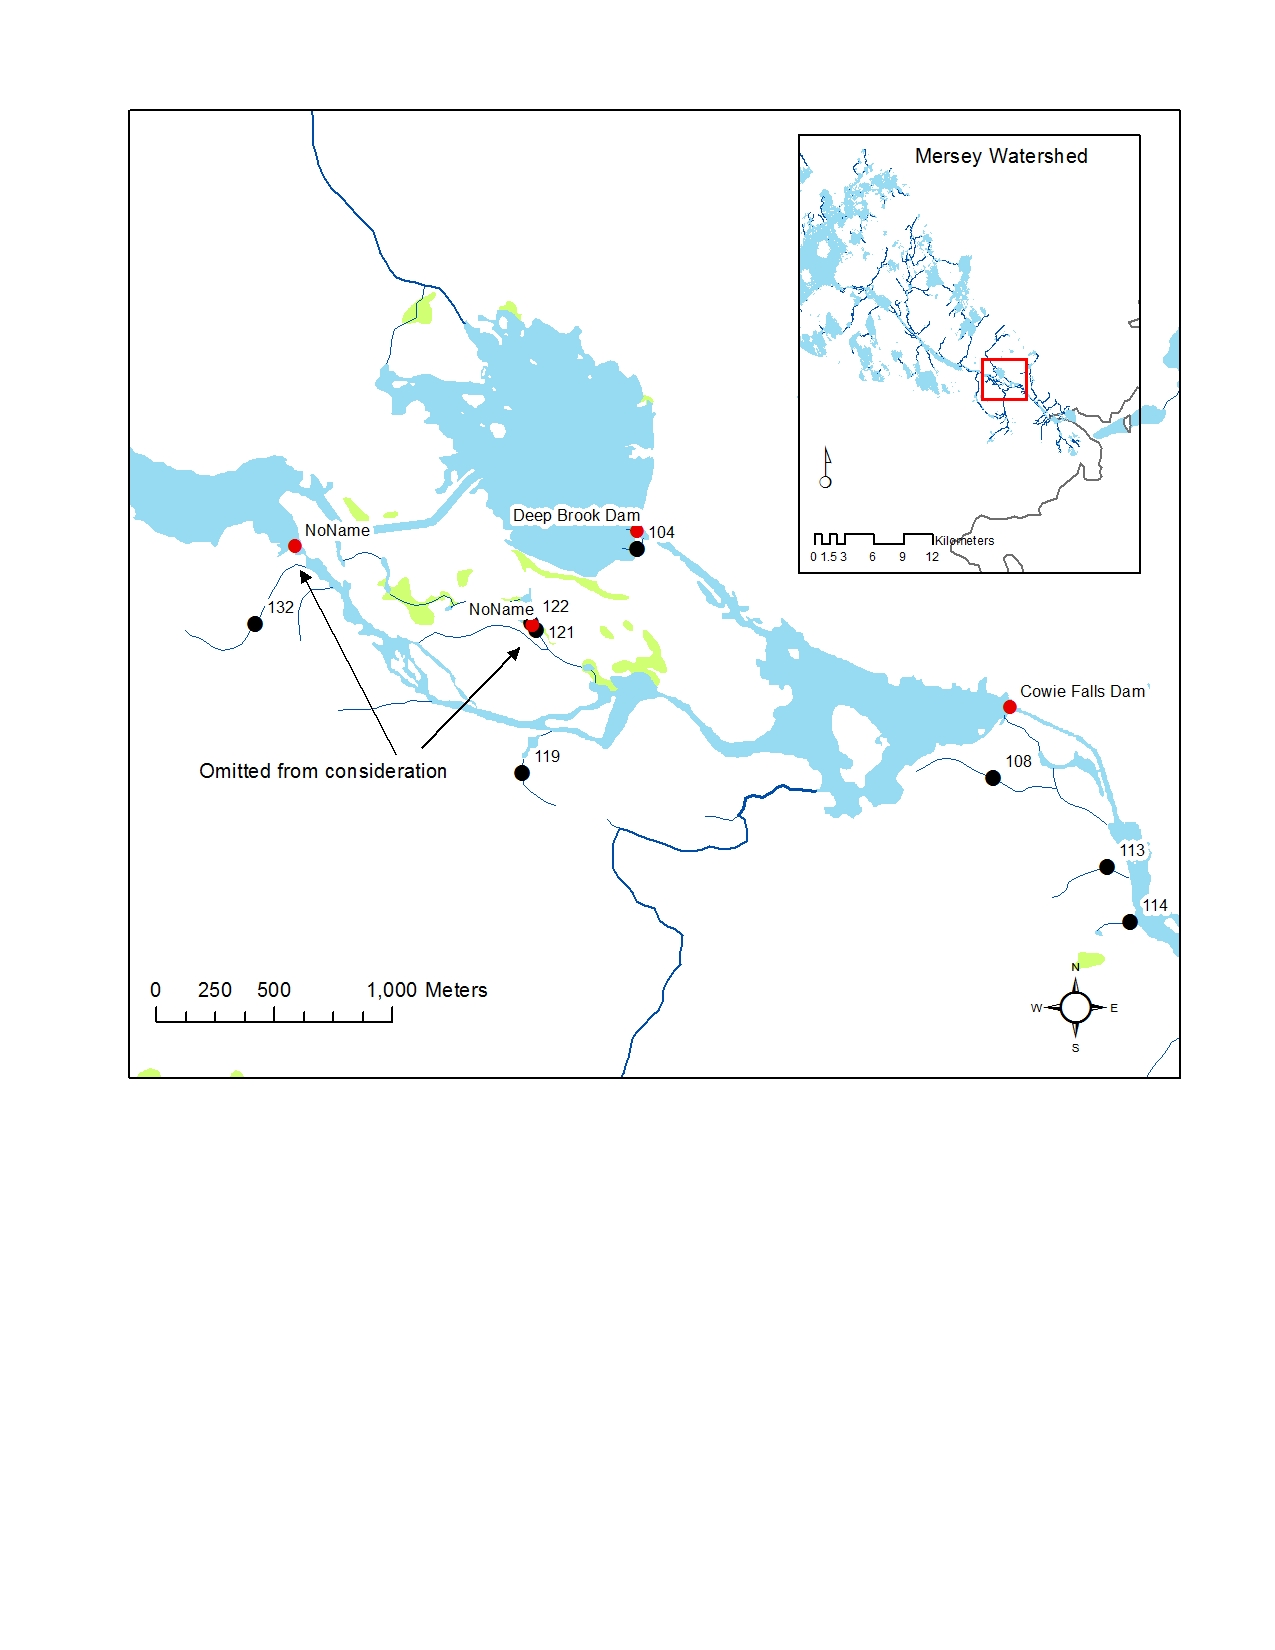 Mersey Watershed
Kilometers
0 1.5 3 6 9 12
Deep Brook Dam
104
NoName
132
NoName 122
121
Cowie Falls Dam
119
108
Omitted from consideration
113
114
N
W E
S
0 250 500 1,000 Meters